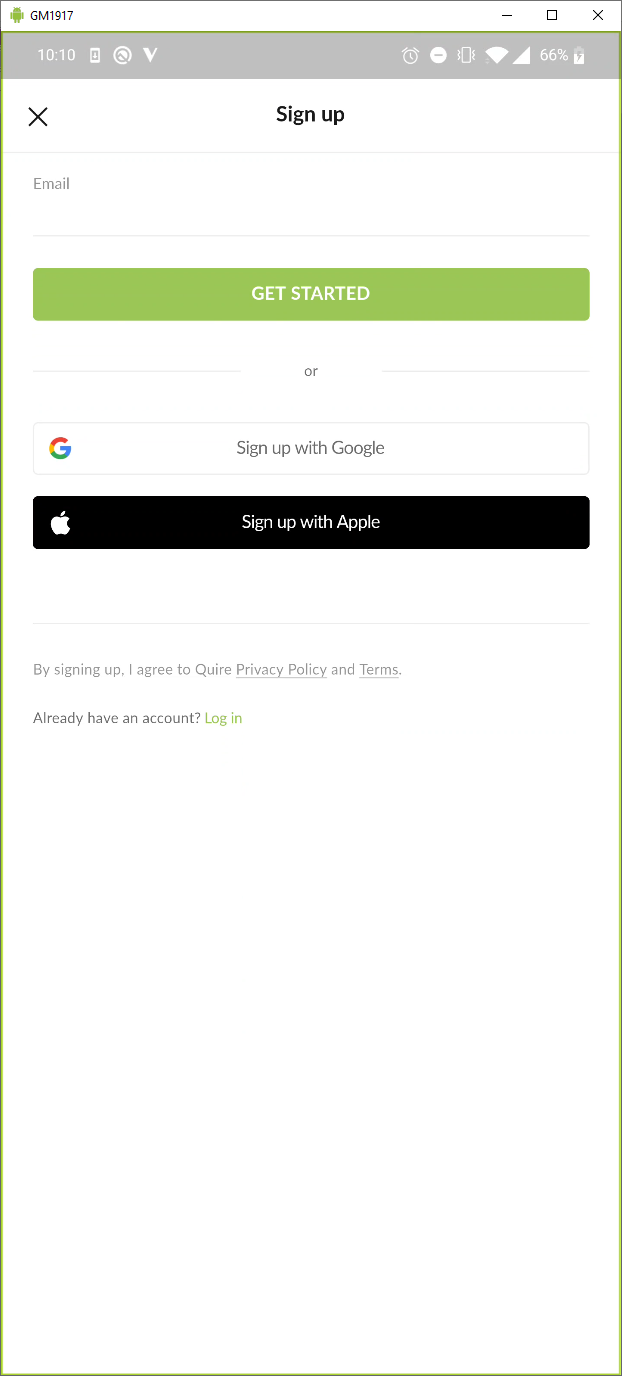 GM1917
10:10
66%
Sign up
Email
GET STARTED
or
Sign up with Google
Sign up with Apple
By signing up, I agree to Quire Privacy Policy and Terms.
Already have an account? Log in